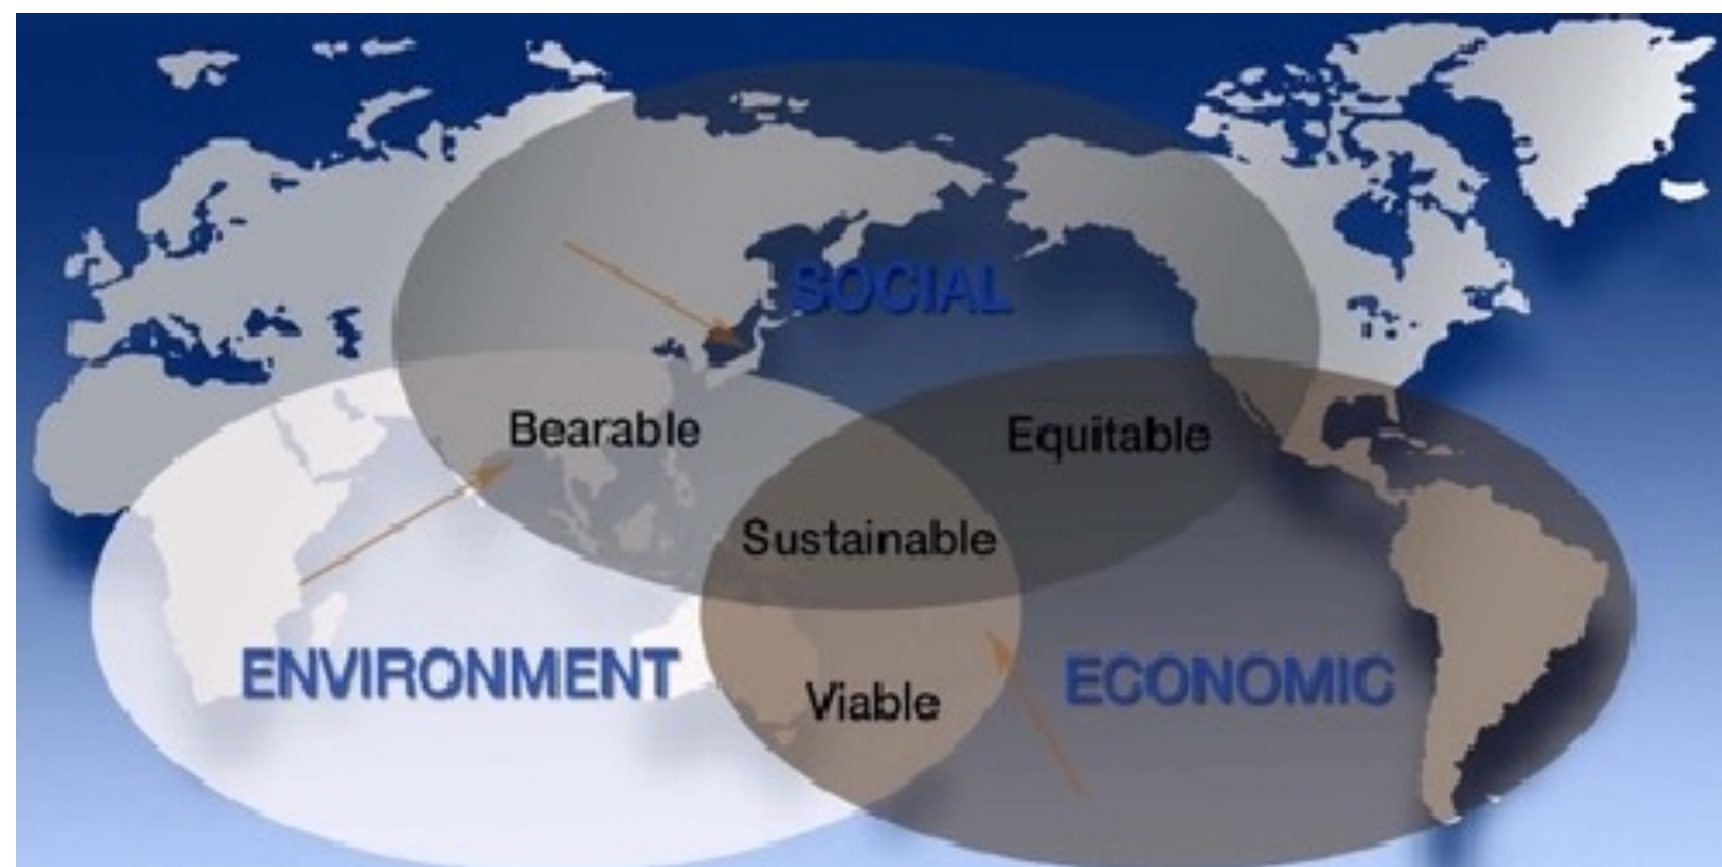 SOCIAL
Bearable
Equitable
Sustainable
ENVIRONMENT
ECONOMIC
Viable